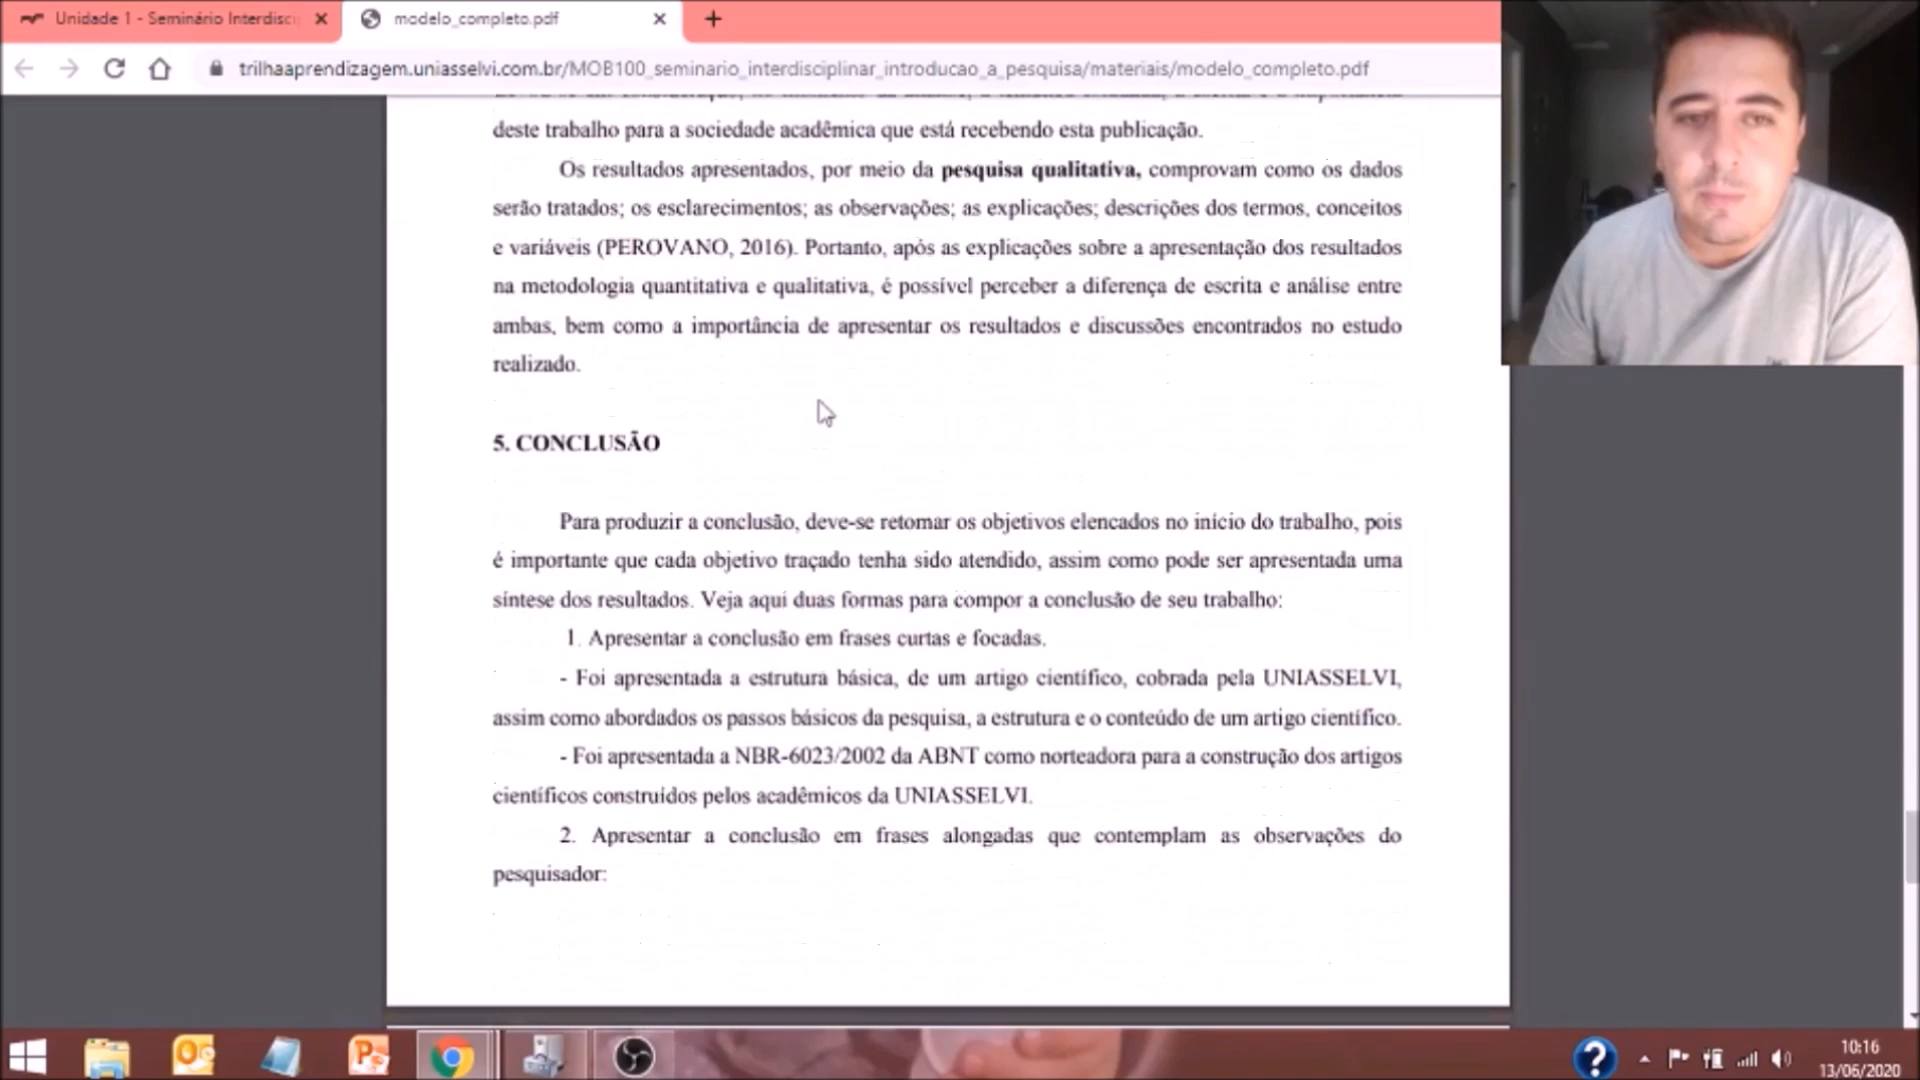 Unidade 1 - Seminário Interdisci
modelo_completo.pdf
trilhaaprendizagem.uniasselvi.com.br/MOB100_seminario_interdisciplinar_introducao_a_pesquisa/materiais/modelo_completo.pdf
deste trabalho para a sociedade acadêmica que está recebendo esta publicação.
Os resultados apresentados, por meio da pesquisa qualitativa, comprovam como os dados
serão tratados; os esclarecimentos; as observações; as explicações; descrições dos termos, conceitos
e variáveis (PEROVANO, 2016). Portanto, após as explicações sobre a apresentação dos resultados
na metodologia quantitativa e qualitativa, é possível perceber a diferença de escrita e análise entre
ambas, bem como a importância de apresentar os resultados e discussões encontrados no estudo
realizado.
5. CONCLUSÃO
Para produzir a conclusão, deve-se retomar os objetivos elencados no início do trabalho, pois
é importante que cada objetivo traçado tenha sido atendido, assim como pode ser apresentada uma
síntese dos resultados. Veja aqui duas formas para compor a conclusão de seu trabalho:
1. Apresentar a conclusão em frases curtas e focadas.
- Foi apresentada a estrutura básica, de um artigo científico, cobrada pela UNIASSELVI,
assim como abordados os passos básicos da pesquisa, a estrutura e o conteúdo de um artigo científico.
- Foi apresentada a NBR-6023/2002 da ABNT como norteadora para a construção dos artigos
científicos construídos pelos acadêmicos da UNIASSELVI.
2. Apresentar a conclusão em frases alongadas que contemplam as observações do
pesquisador:
10:16
13/06/2020